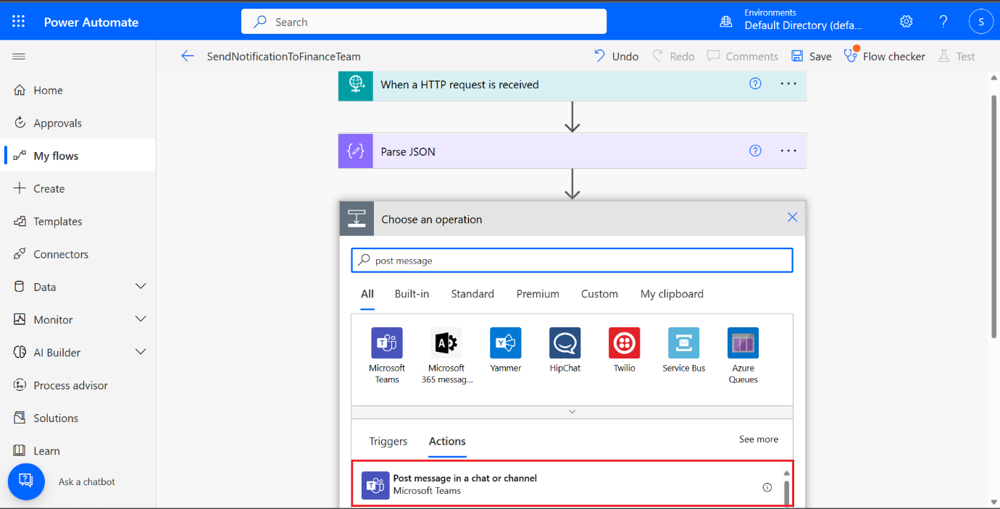 Power Automate
Search
Environments
Default Directory (defa...
S
SendNotificationToFinanceTeam
Undo
Redo
Comments
Save
Flow checker
Test
Home
Approvals
My flows
Create
Templates
Connectors
Data
Monitor
AI Builder
Process advisor
Solutions
Learn
Ask a chatbot
When a HTTP request is received
Parse JSON
Choose an operation
post message
All
Built-in
Standard
Premium
Custom
My clipboard
Microsoft
Teams
Microsoft
365 messag...
Yammer
HipChat
Twilio
Service Bus
Azure
Queues
Triggers
Actions
See more
Post message in a chat or channel
Microsoft Teams